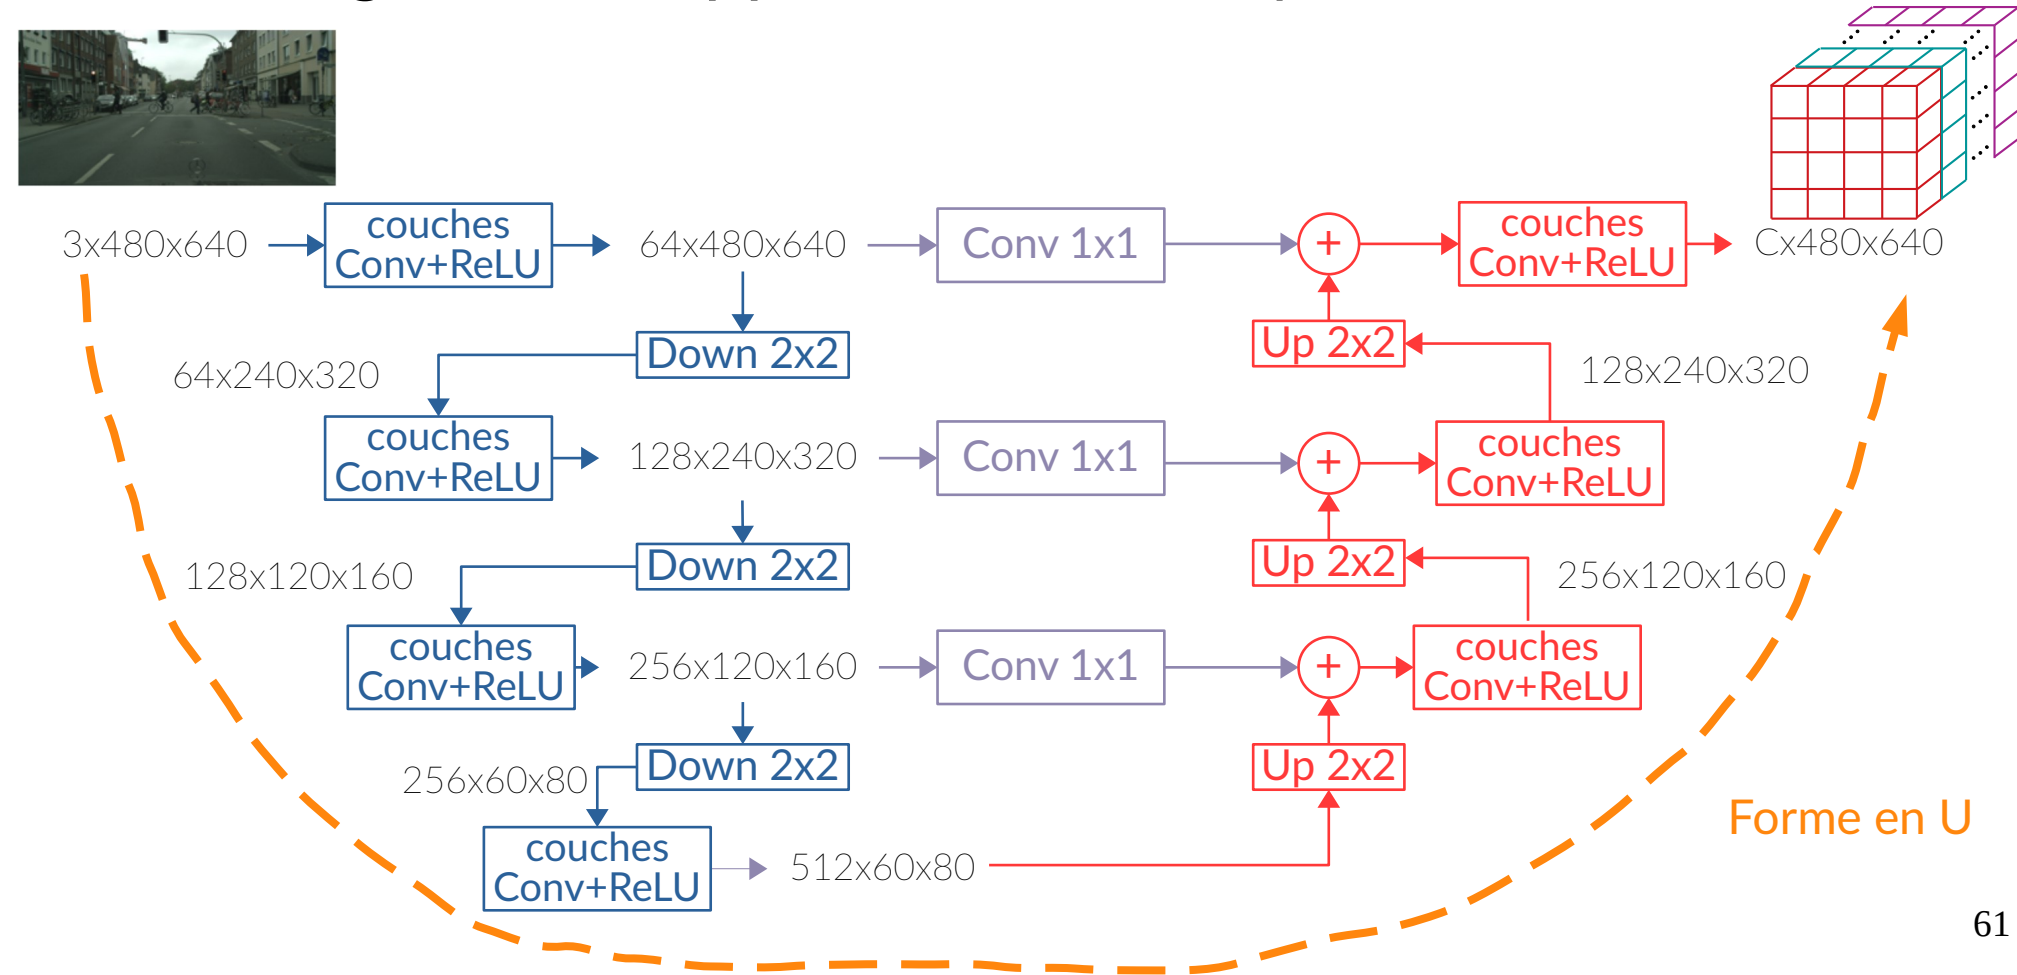 3x480x640
couches
Conv+ReLU
64x480x640
Conv 1x1
+
couches
Conv+ReLU
Cx480x640
Down 2x2
Up 2x2
64x240x320
128x240x320
couches
Conv+ReLU
128x240x320
Conv 1x1
+
couches
Conv+ReLU
Down 2x2
Up 2x2
128x120x160
256x120x160
couches
Conv+ReLU
256x120x160
Conv 1x1
+
couches
Conv+ReLU
Down 2x2
Up 2x2
256x60x80
couches
Conv+ReLU
512x60x80
Forme en U
61